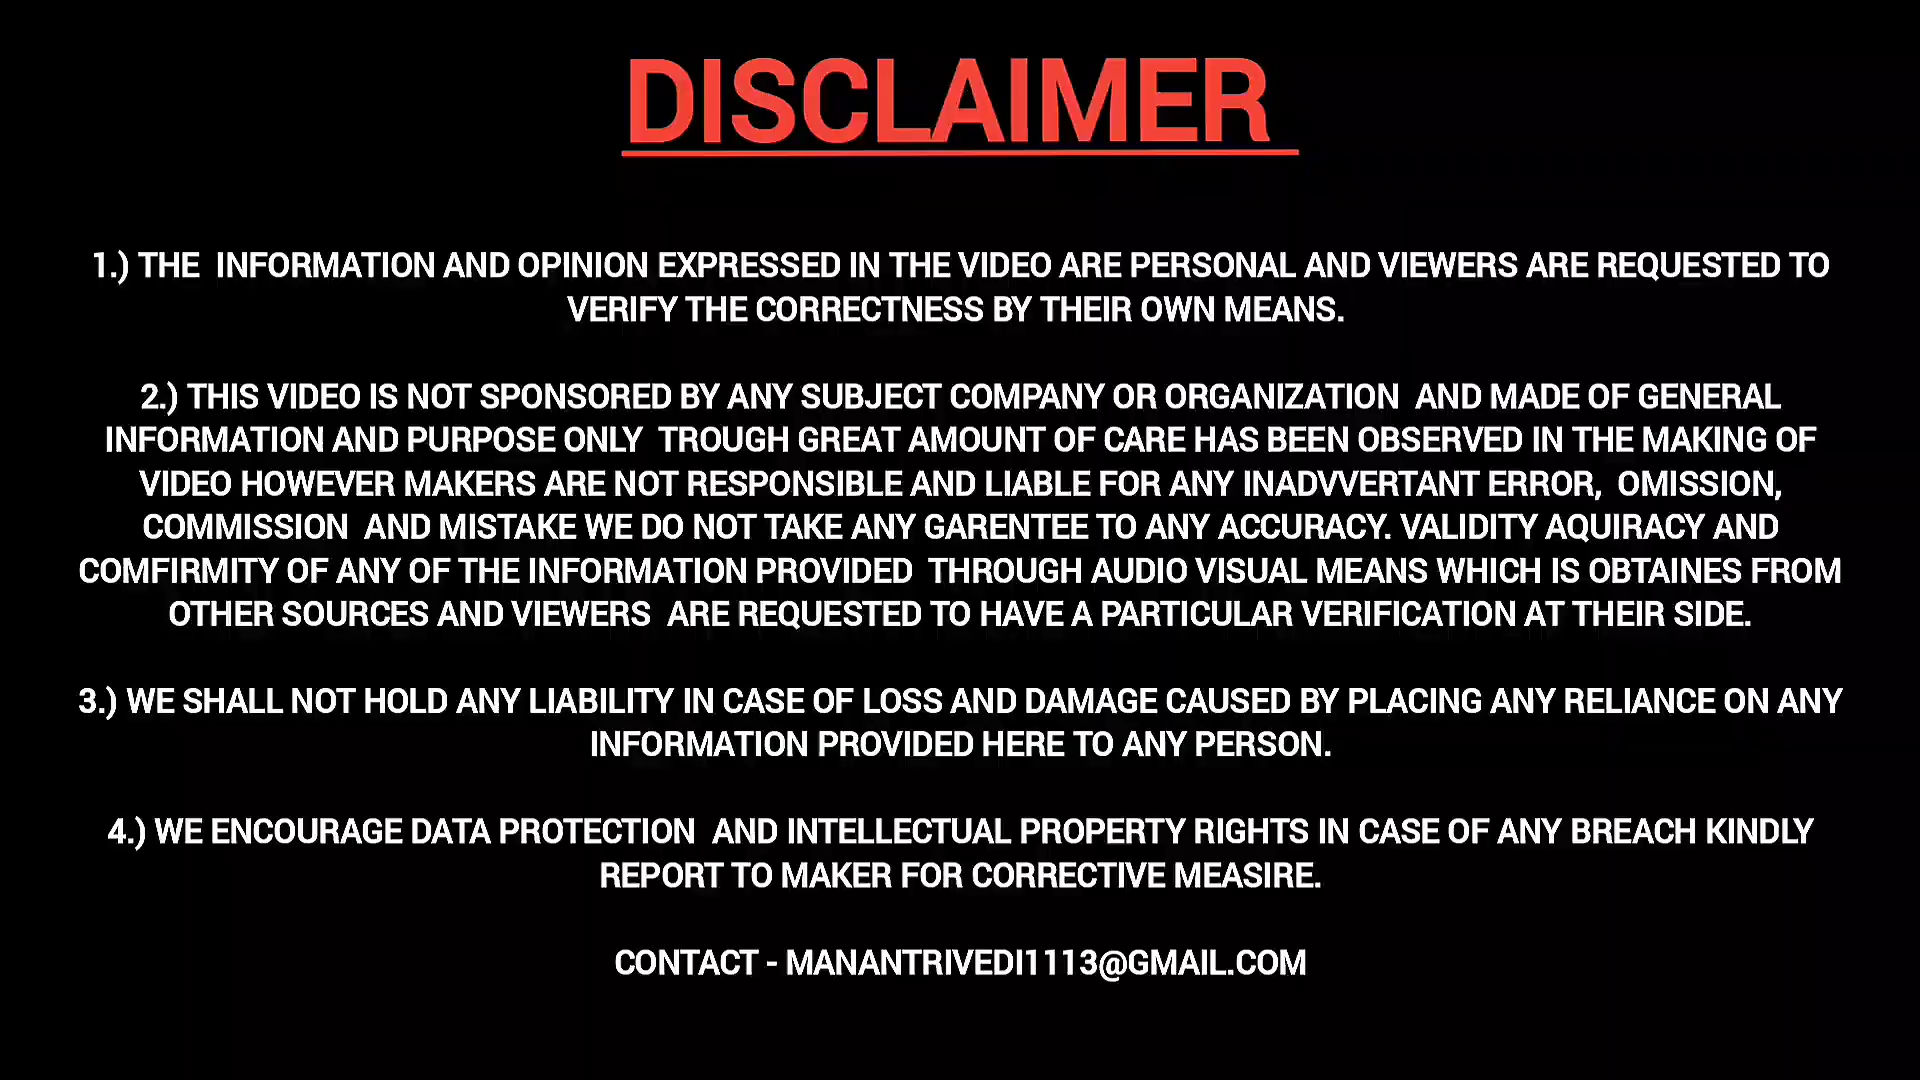 DISCLAIMER
1.) THE INFORMATION AND OPINION EXPRESSED IN THE VIDEO ARE PERSONAL AND VIEWERS ARE REQUESTED TO
VERIFY THE CORRECTNESS BY THEIR OWN MEANS.
2.) THIS VIDEO IS NOT SPONSORED BY ANY SUBJECT COMPANY OR ORGANIZATION AND MADE OF GENERAL
INFORMATION AND PURPOSE ONLY TROUGH GREAT AMOUNT OF CARE HAS BEEN OBSERVED IN THE MAKING OF
VIDEO HOWEVER MAKERS ARE NOT RESPONSIBLE AND LIABLE FOR ANY INADVVERTANT ERROR, OMISSION,
COMMISSION AND MISTAKE WE DO NOT TAKE ANY GARENTEE TO ANY ACCURACY. VALIDITY AQUIRACY AND
COMFIRMITY OF ANY OF THE INFORMATION PROVIDED THROUGH AUDIO VISUAL MEANS WHICH IS OBTAINES FROM
OTHER SOURCES AND VIEWERS ARE REQUESTED TO HAVE A PARTICULAR VERIFICATION AT THEIR SIDE.
3.) WE SHALL NOT HOLD ANY LIABILITY IN CASE OF LOSS AND DAMAGE CAUSED BY PLACING ANY RELIANCE ON ANY
INFORMATION PROVIDED HERE TO ANY PERSON.
4.) WE ENCOURAGE DATA PROTECTION AND INTELLECTUAL PROPERTY RIGHTS IN CASE OF ANY BREACH KINDLY
REPORT TO MAKER FOR CORRECTIVE MEASIRE.
CONTACT - MANANTRIVEDI1113@GMAIL.COM